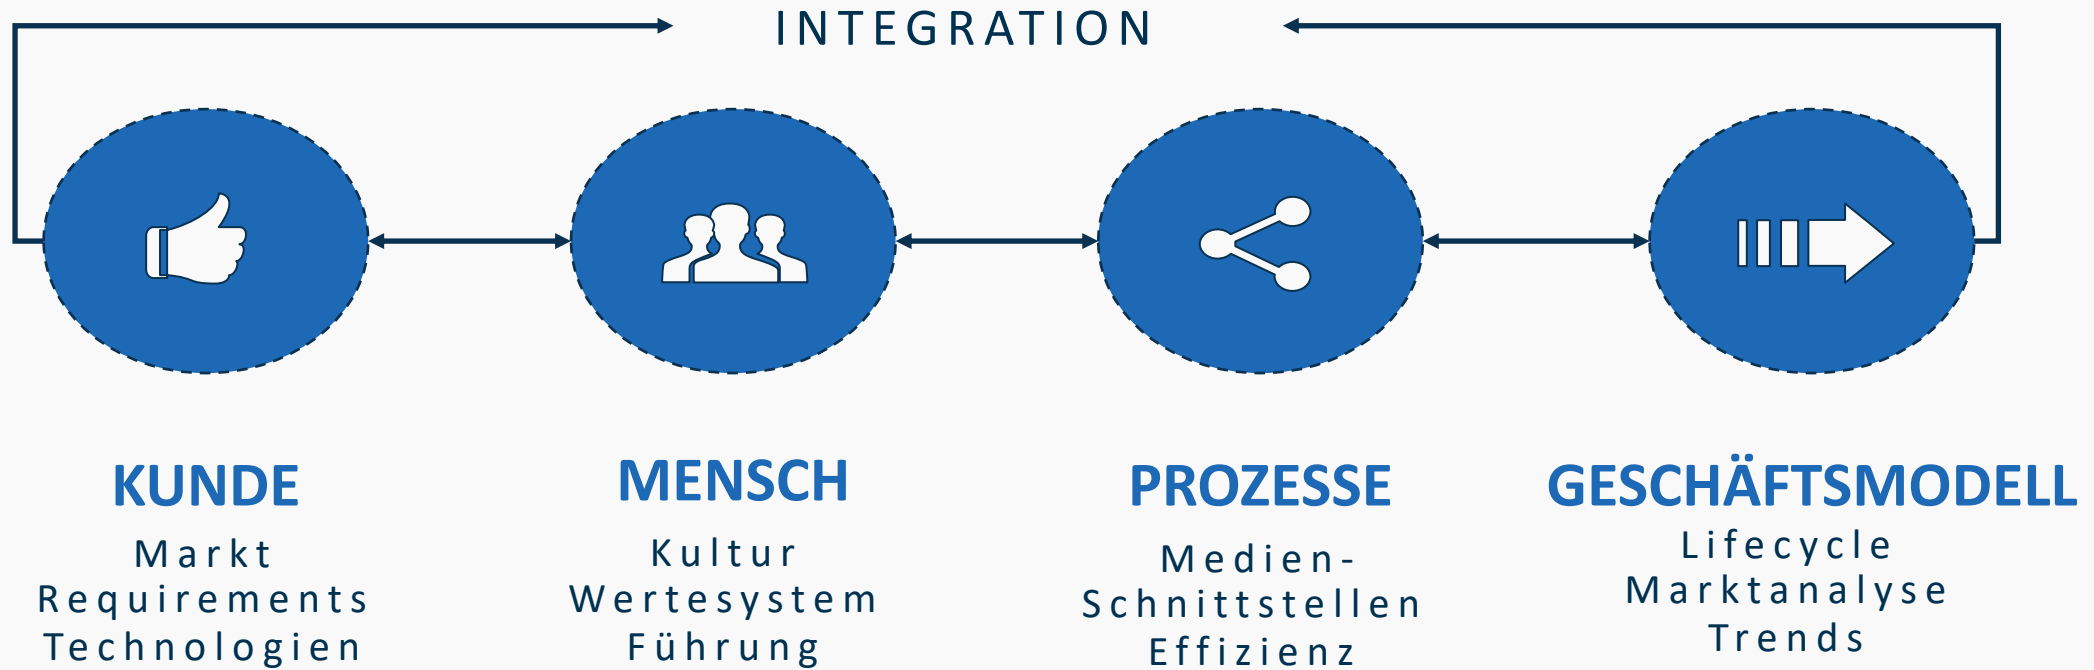 INTEGRATION
KUNDE
Markt
Requirements
Technologien
MENSCH
Kultur
Wertesystem
Führung
PROZESSE
Medien-
Schnittstellen
Effizienz
GESCHÄFTSMODELL
Lifecycle
Marktanalyse
Trends